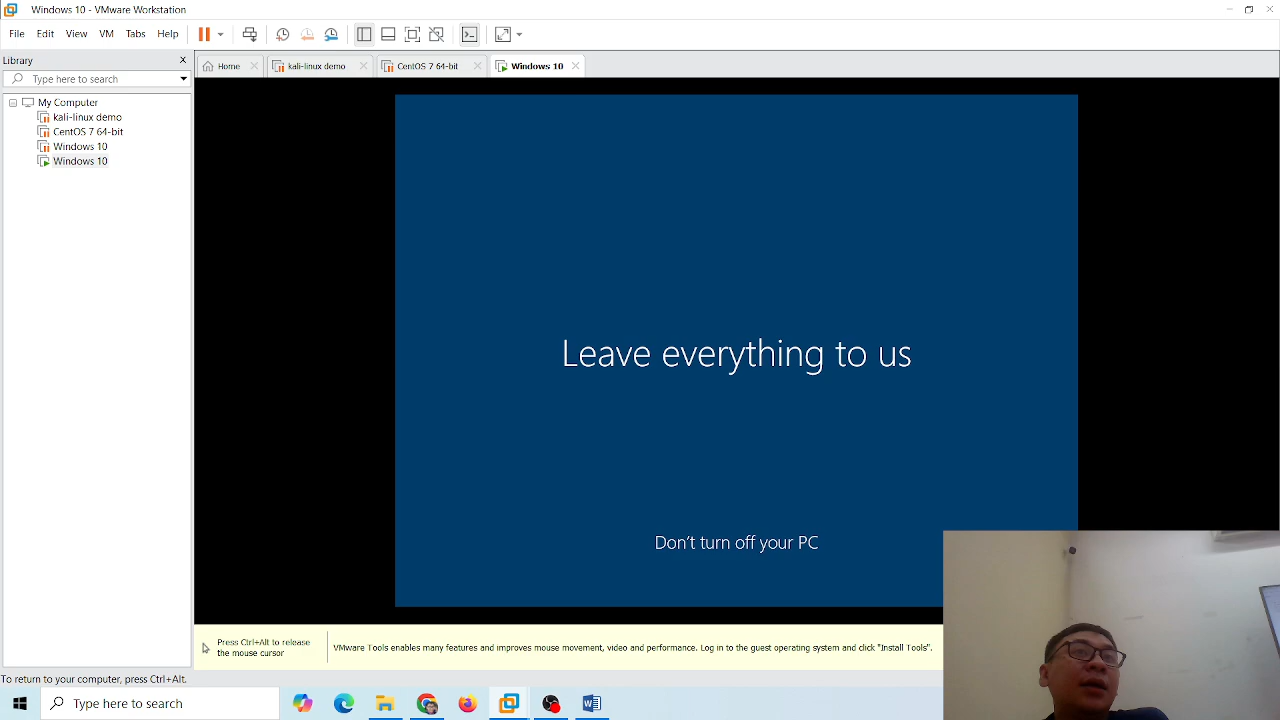 Windows 10 - VMware Workstation
File Edit View VM Tabs Help
Library
Type here to search
My Computer
kali-linux demo
CentOS 7 64-bit
Windows 10
Windows 10
Home kali-linux demo CentOS 7 64-bit Windows 10
Leave everything to us
Don't turn off your PC
Press Ctrl+Alt to release
the mouse cursor
VMware Tools enables many features and improves mouse movement, video and performance. Log in to the guest operating system and click "Install Tools".
To return to your computer, press Ctrl+Alt.
Type here to search